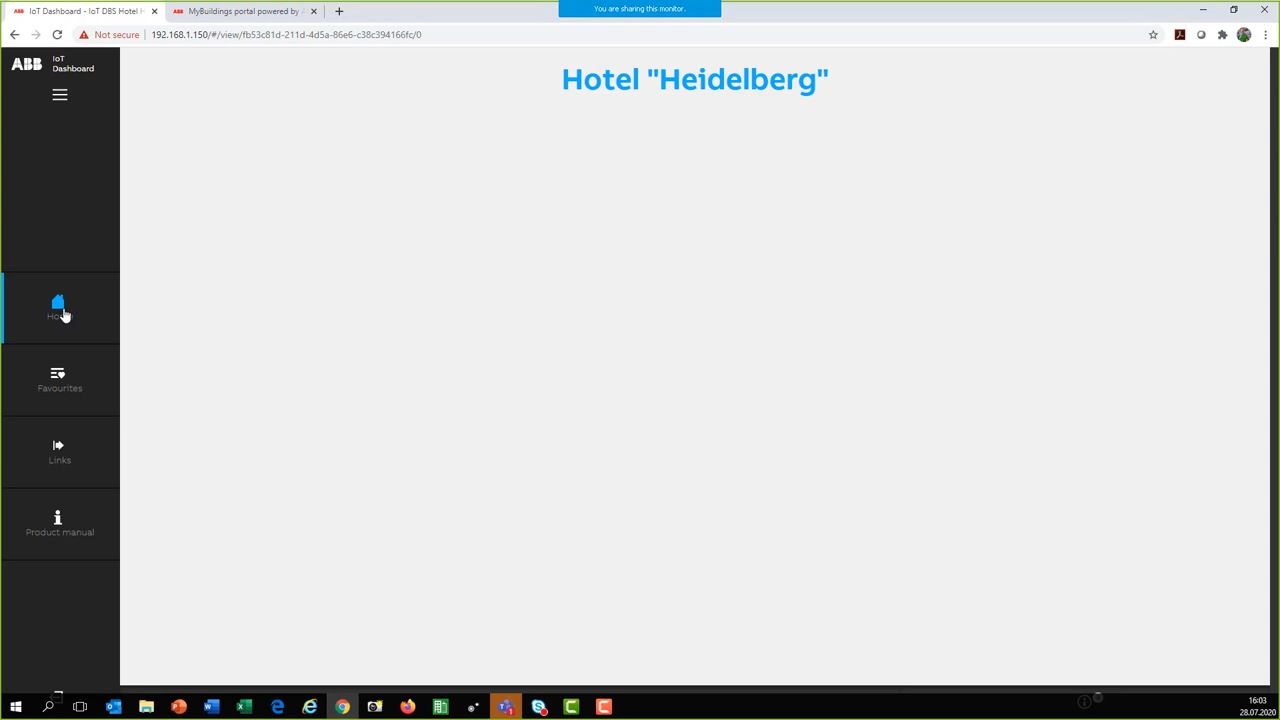 You are sharing this monitor.
IoT Dashboard - IoT DBS Hotel H
MyBuildings portal powered by A
Not secure
192.168.1.150/#/view/fb53c81d-211d-4d5a-86e6-c38c394166fc/0
ABB IoT
Dashboard
Hotel "Heidelberg"
Favourites
Links
Product manual
16:03
28.07.2020